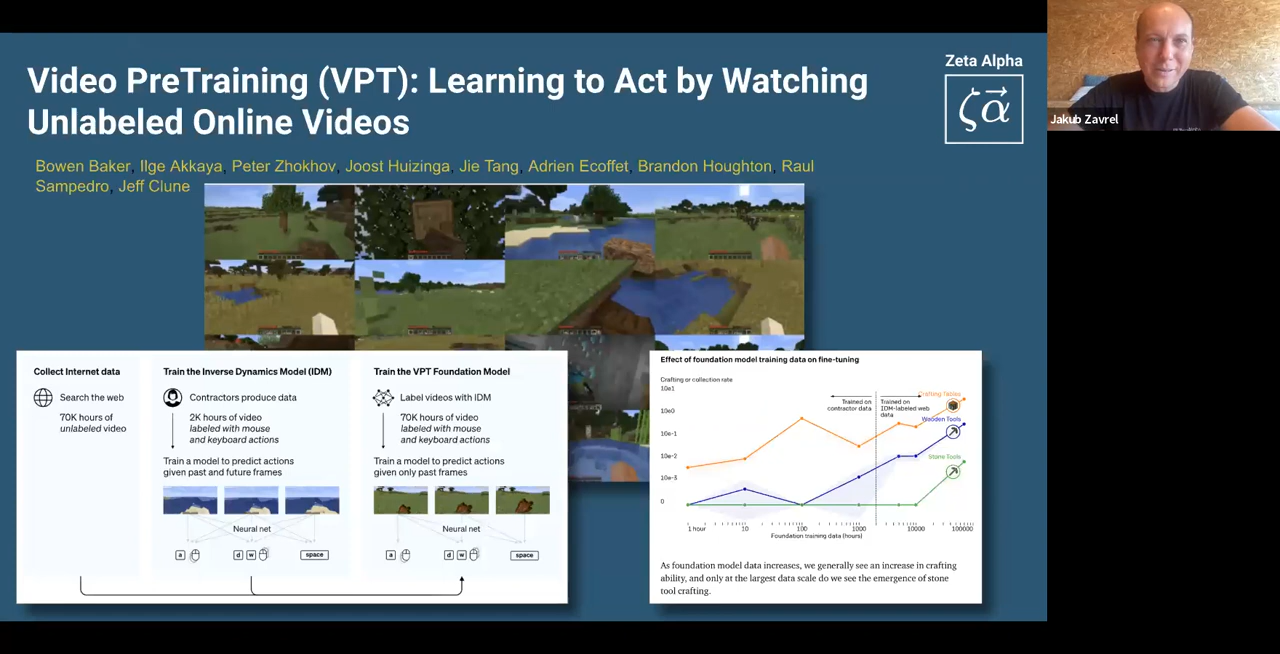 Video PreTraining (VPT): Learning to Act by Watching
Unlabeled Online Videos
Zeta Alpha
ζα
Jakub Zavrel
Bowen Baker, Ilge Akkaya, Peter Zhokhov, Joost Huizinga, Jie Tang, Adrien Ecoffet, Brandon Houghton, Raul
Sampedro, Jeff Clune
Collect Internet data
Search the web
70K hours of
unlabeled video
Train the Inverse Dynamics Model (IDM)
Contractors produce data
2K hours of video
labeled with mouse
and keyboard actions
Train a model to predict actions
given past and future frames
Neural net
a
d w
space
Train the VPT Foundation Model
Label videos with IDM
70K hours of video
labeled with mouse
and keyboard actions
Train a model to predict actions
given only past frames
Neural net
a
d w
space
Effect of foundation model training data on fine-tuning
Crafting or collection rate
10e1
10e0
10e-1
10e-2
10e-3
0
Trained on
contractor data
Trained on
IDM-labeled web
data
Crafting Tables
Wooden Tools
Stone Tools
1 hour
10
100
1000
10000
100000
Foundation training data (hours)
As foundation model data increases, we generally see an increase in crafting
ability, and only at the largest data scale do we see the emergence of stone
tool crafting.